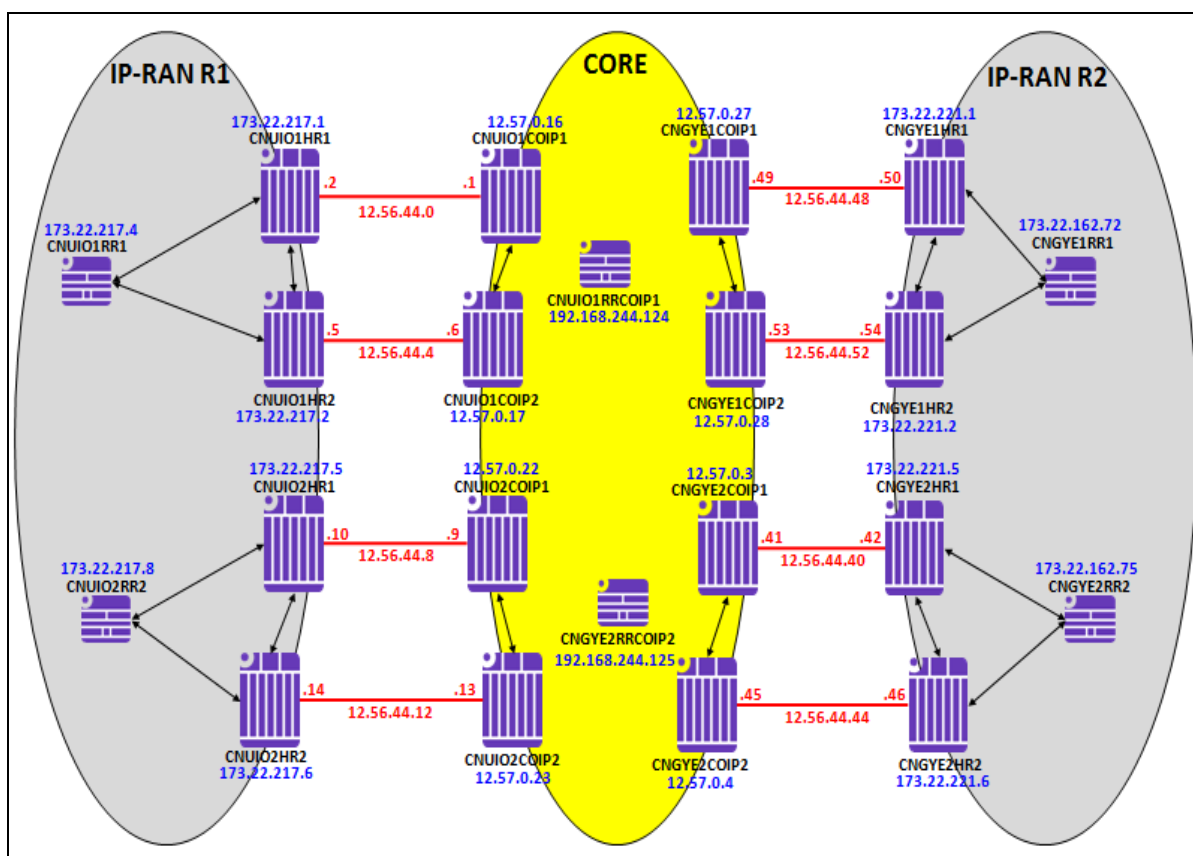 IP-RAN R1
CORE
IP-RAN R2
173.22.217.1
CNUIO1HR1
12.57.0.16
CNUIO1COIP1
12.57.0.27
CNGYE1COIP1
173.22.221.1
CNGYE1HR1
.2
.1
12.56.44.0
.49
.50
12.56.44.48
173.22.217.4
CNUIO1RR1
173.22.162.72
CNGYE1RR1
CNUIO1RRCOIP1
192.168.244.124
.5
.6
12.56.44.4
.53
.54
12.56.44.52
CNUIO1HR2
173.22.217.2
CNUIO1COIP2
12.57.0.17
CNGYE1COIP2
12.57.0.28
CNGYE1HR2
173.22.221.2
173.22.217.5
CNUIO2HR1
12.57.0.22
CNUIO2COIP1
12.57.0.3
CNGYE2COIP1
173.22.221.5
CNGYE2HR1
.10
.9
12.56.44.8
.41
.42
12.56.44.40
173.22.217.8
CNUIO2RR2
173.22.162.75
CNGYE2RR2
CNGYE2RRCOIP2
192.168.244.125
.14
.13
12.56.44.12
.45
.46
12.56.44.44
CNUIO2HR2
173.22.217.6
CNUIO2COIP2
12.57.0.23
CNGYE2COIP2
12.57.0.4
CNGYE2HR2
173.22.221.6